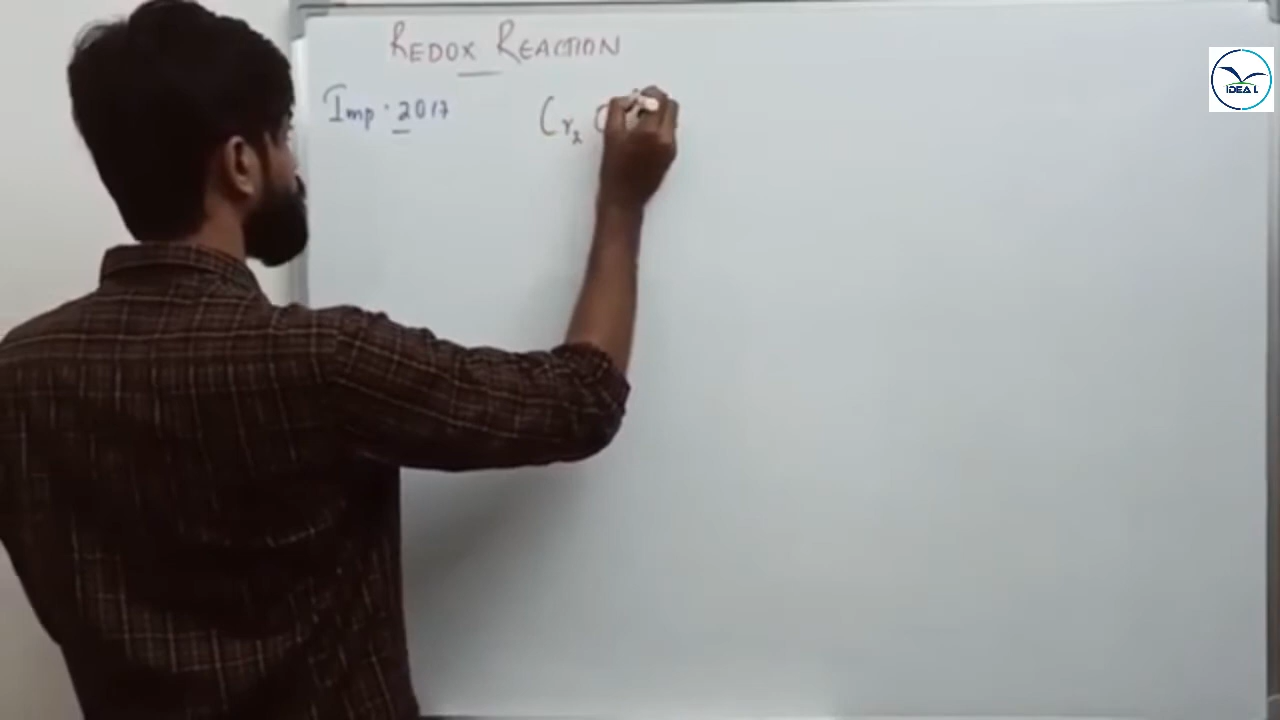 REDOX REACTION
Imp. 2017
Cr₂
IDEAL